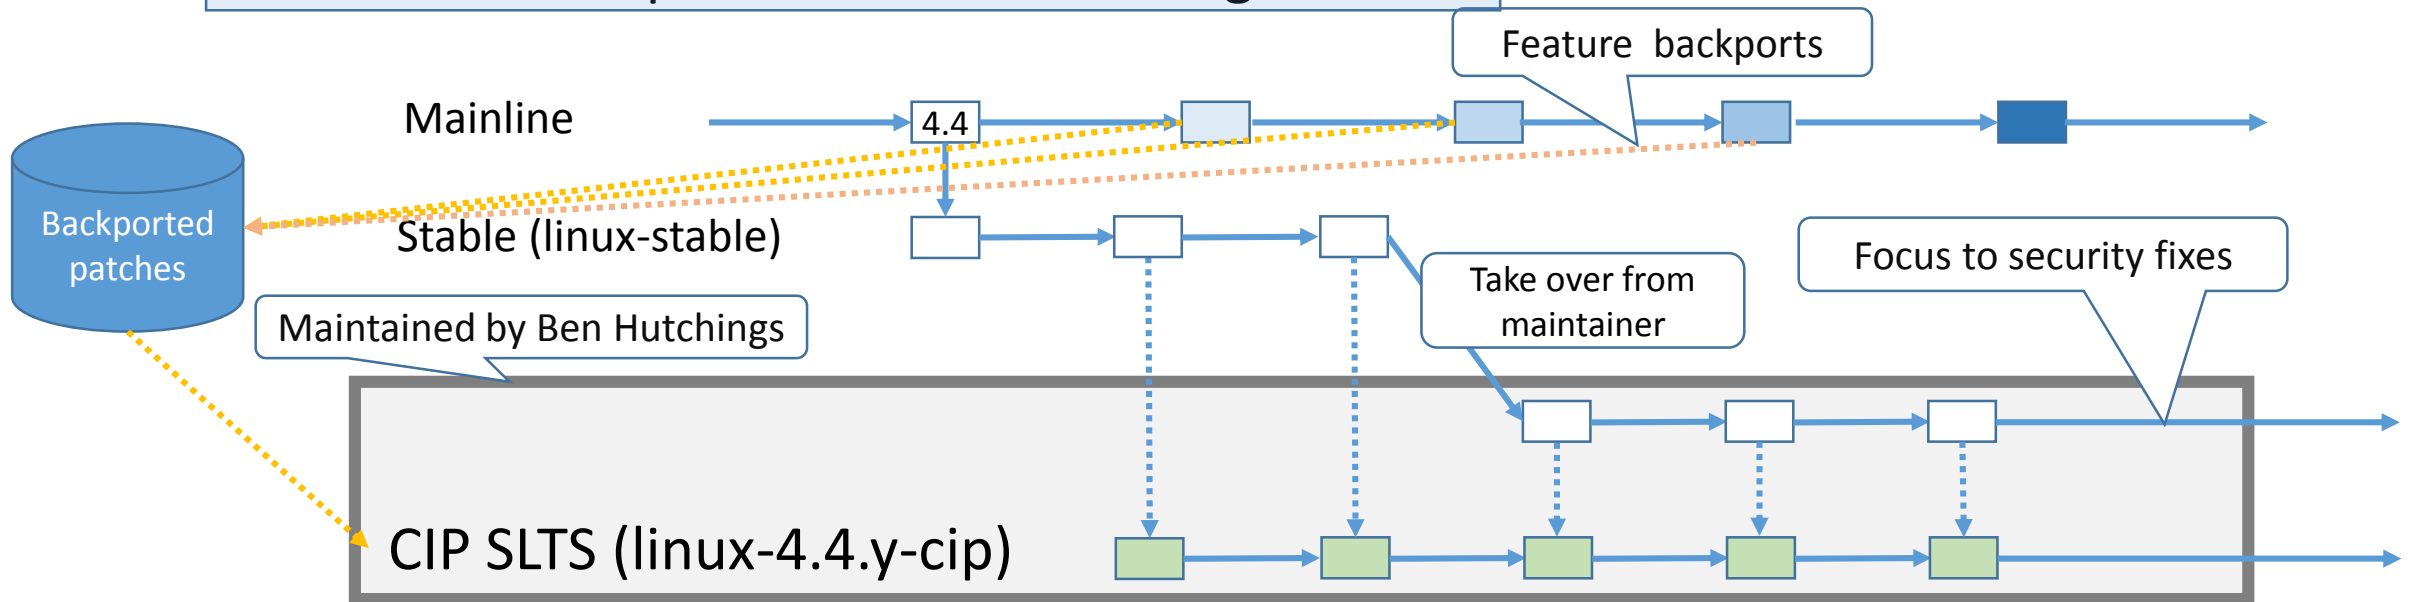 Feature backports
Mainline
4.4
Backported
patches
Stable (linux-stable)
Take over from
maintainer
Focus to security fixes
Maintained by Ben Hutchings
CIP SLTS (linux-4.4.y-cip)